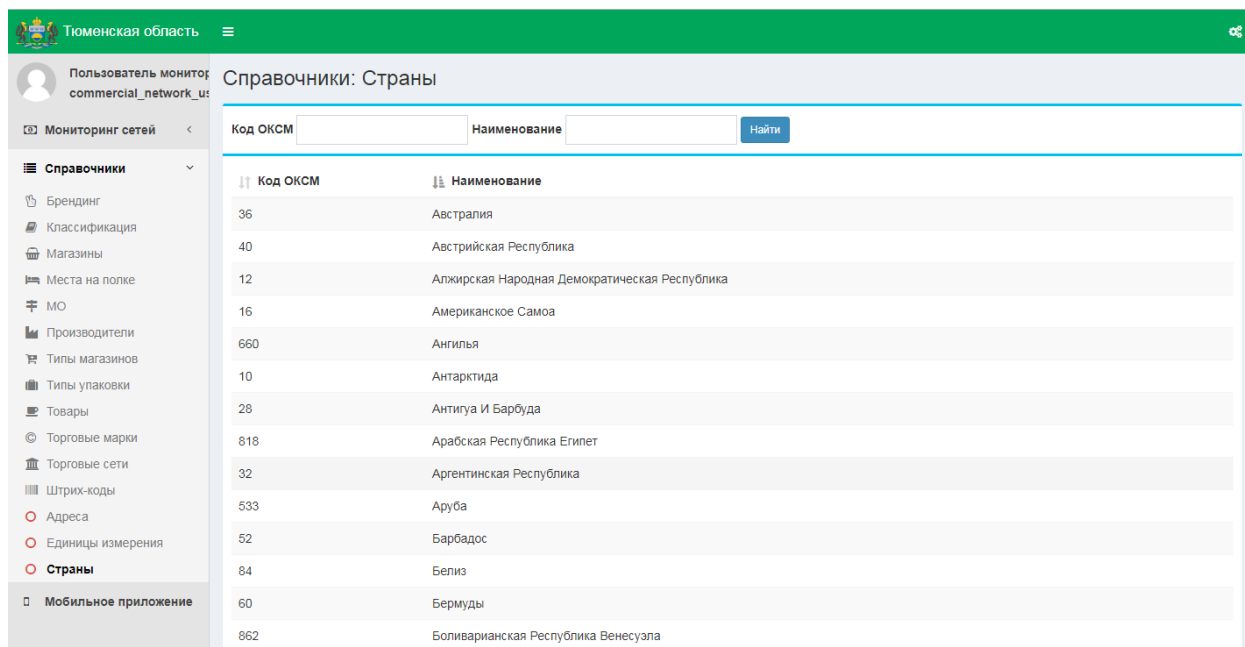 Тюменская область
Пользователь монитор
commercial_network_us
Мониторинг сетей
Справочники
Брендинг
Классификация
Магазины
Места на полке
МО
Производители
Типы магазинов
Типы упаковки
Товары
Торговые марки
Торговые сети
Штрих-коды
Адреса
Единицы измерения
Страны
Мобильное приложение
Справочники: Страны
Код ОКСМ Наименование Найти
Код ОКСМ Наименование
36 Австралия
40 Австрийская Республика
12 Алжирская Народная Демократическая Республика
16 Американское Самоа
660 Ангилья
10 Антарктида
28 Антигуа И Барбуда
818 Арабская Республика Египет
32 Аргентинская Республика
533 Аруба
52 Барбадос
84 Белиз
60 Бермуды
862 Боливарианская Республика Венесуэла